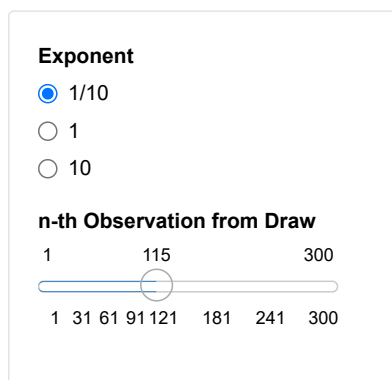 Exponent
1/10
1
10
n-th Observation from Draw
1 115 300
1 31 61 91 121 181 241 300